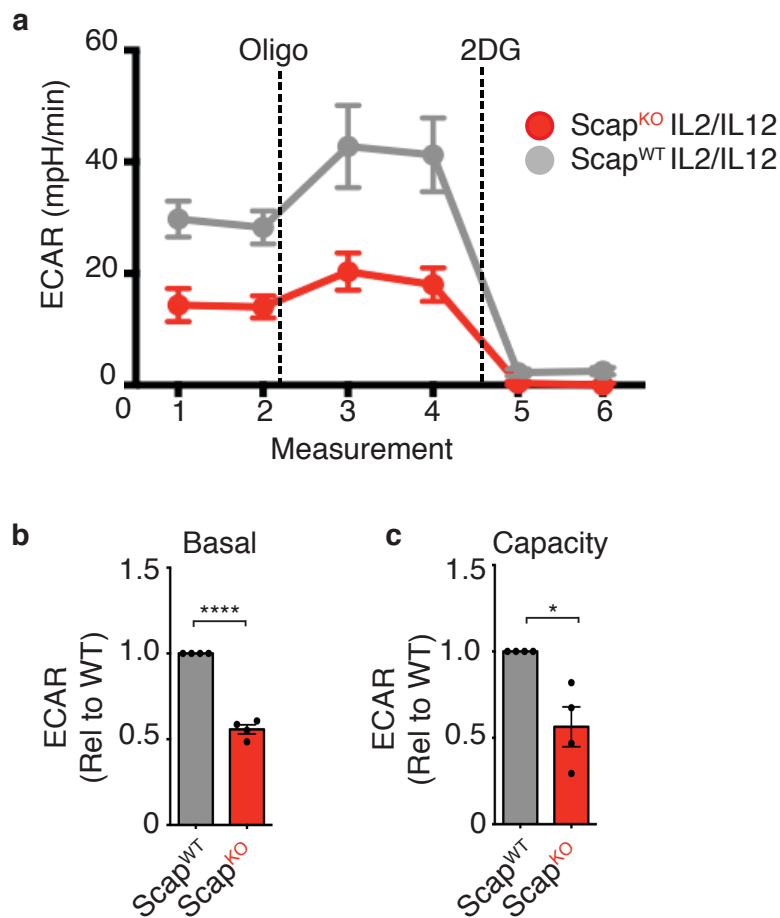 a
60
40
20
0
ECAR (mpH/min)
Oligo
2DG
Scap^KO IL2/IL12
Scap^WT IL2/IL12
0 1 2 3 4 5 6
Measurement
b
Basal
1.5
1.0
0.5
0
ECAR
(Rel to WT)
****
Scap^WT
Scap^KO
c
Capacity
1.5
1.0
0.5
0
ECAR
(Rel to WT)
*
Scap^WT
Scap^KO